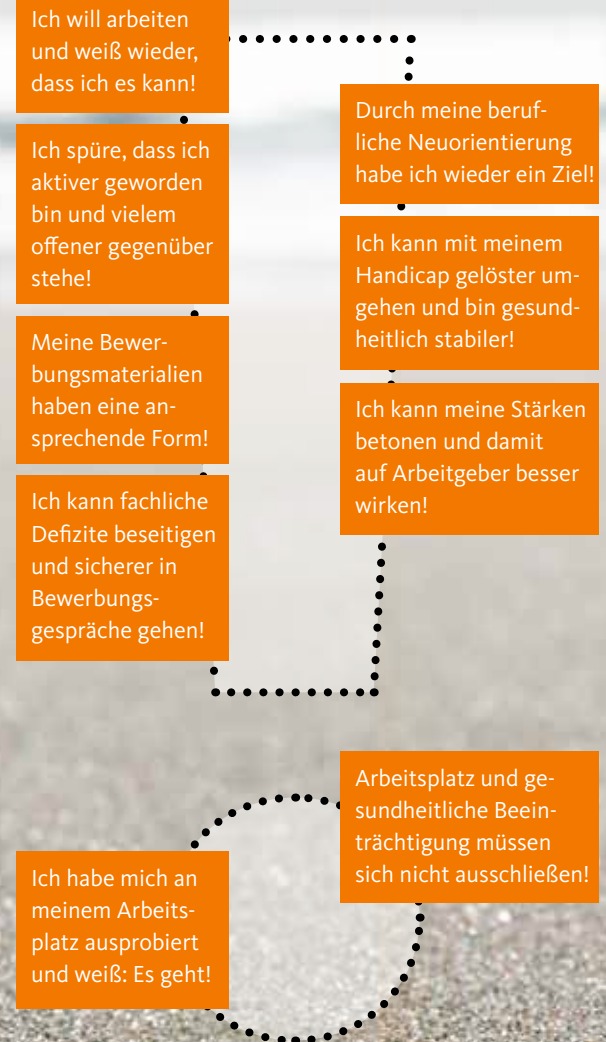 Ich will arbeiten
und weiß wieder,
dass ich es kann!
Ich spüre, dass ich
aktiver geworden
bin und vielem
offener gegenüber
stehe!
Meine Bewer-
bungsmaterialien
haben eine an-
sprechende Form!
Ich kann fachliche
Defizite beseitigen
und sicherer in
Bewerbungs-
gespräche gehen!
Durch meine beruf-
liche Neuorientierung
habe ich wieder ein Ziel!
Ich kann mit meinem
Handicap gelöster um-
gehen und bin gesund-
heitlich stabiler!
Ich kann meine Stärken
betonen und damit
auf Arbeitgeber besser
wirken!
Arbeitsplatz und ge-
sundheitliche Beein-
trächtigung müssen
sich nicht ausschließen!
Ich habe mich an
meinem Arbeits-
platz ausprobiert
und weiß: Es geht!